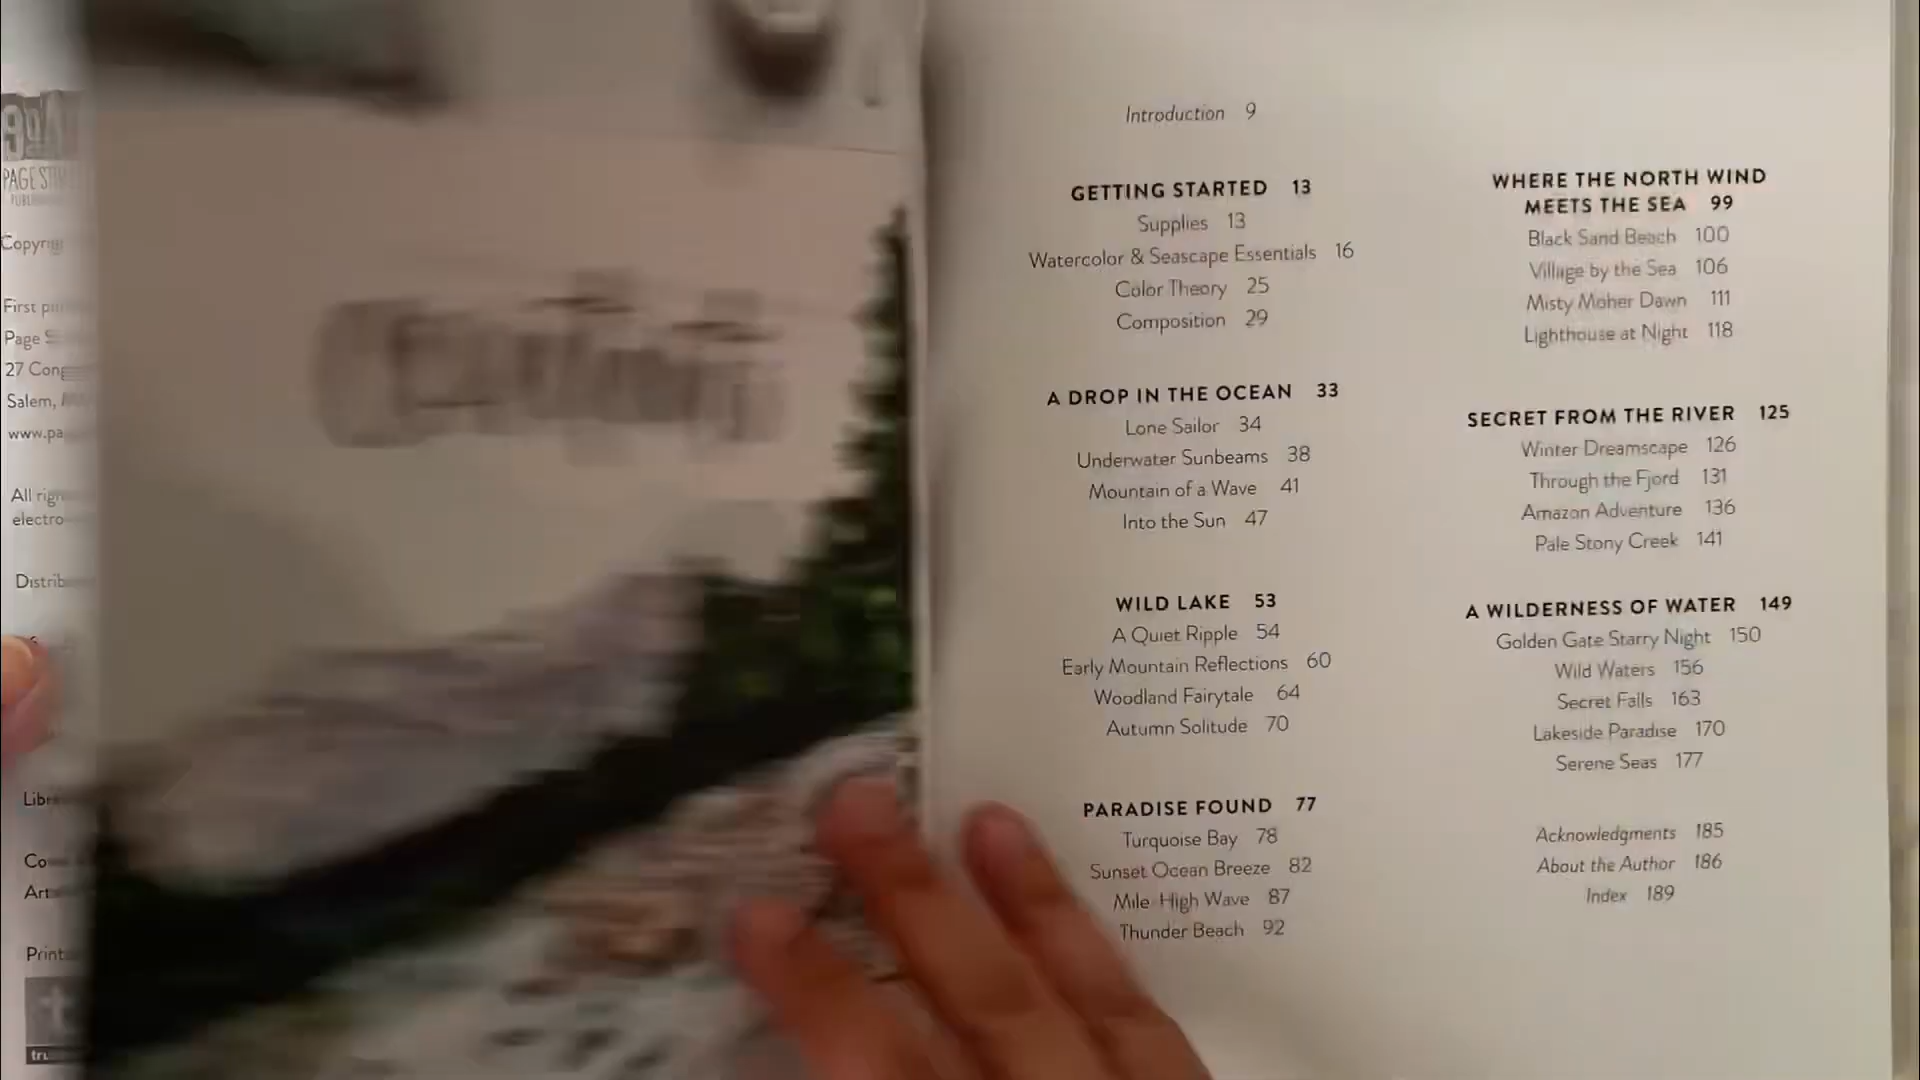 PAGE ST
Copyrig
First pu
Page S
27 Cong
Salem,
www.pa
All righ
electro
Distrib
Libr
Co
Art
Print
tru
Contents
Introduction 9
GETTING STARTED 13
Supplies 13
Watercolor & Seascape Essentials 16
Color Theory 25
Composition 29
A DROP IN THE OCEAN 33
Lone Sailor 34
Underwater Sunbeams 38
Mountain of a Wave 41
Into the Sun 47
WILD LAKE 53
A Quiet Ripple 54
Early Mountain Reflections 60
Woodland Fairytale 64
Autumn Solitude 70
PARADISE FOUND 77
Turquoise Bay 78
Sunset Ocean Breeze 82
Mile-High Wave 87
Thunder Beach 92
WHERE THE NORTH WIND
MEETS THE SEA 99
Black Sand Beach 100
Village by the Sea 106
Misty Moher Dawn 111
Lighthouse at Night 118
SECRET FROM THE RIVER 125
Winter Dreamscape 126
Through the Fjord 131
Amazon Adventure 136
Pale Stony Creek 141
A WILDERNESS OF WATER 149
Golden Gate Starry Night 150
Wild Waters 156
Secret Falls 163
Lakeside Paradise 170
Serene Seas 177
Acknowledgments 185
About the Author 186
Index 189